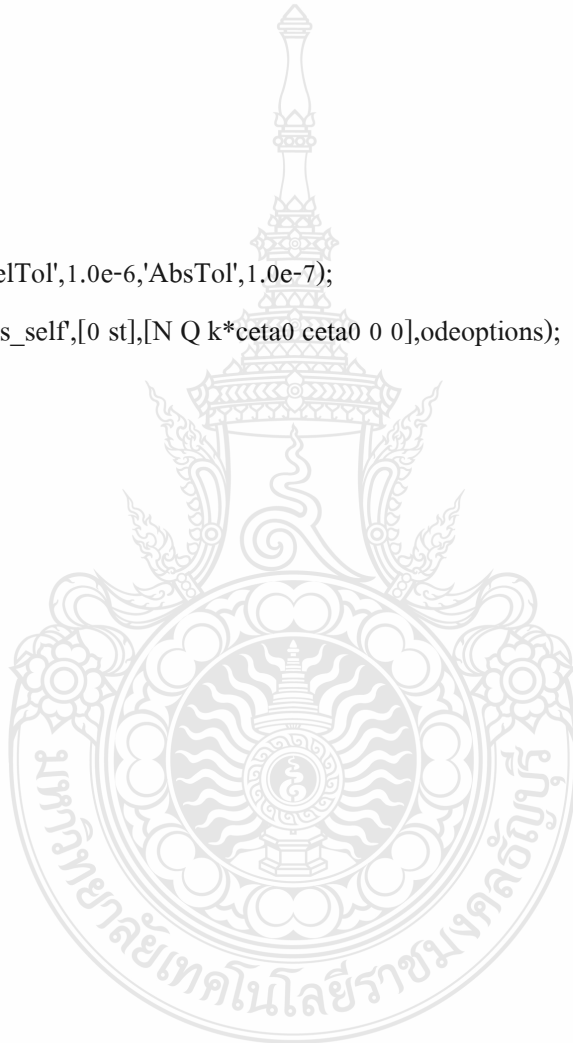 elTol',1.0e-6,'AbsTol',1.0e-7);
s_self',[0 st],[N Q k*ceta0 ceta0 0 0],odeoptions);
มหาวิทยาลัยเทคโนโลยีราชมงคลธัญบุรี